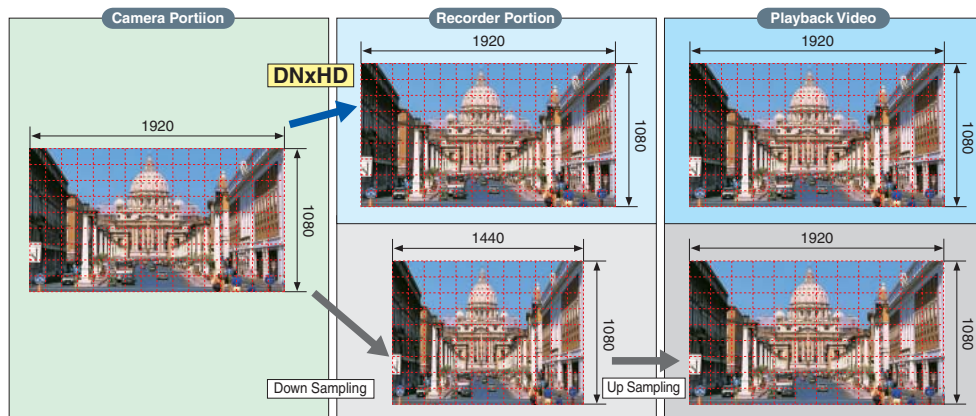 Camera Portiion
Recorder Portion
Playback Video
1920
1080
DNxHD
1920
1080
1920
1080
Down Sampling
1440
1080
Up Sampling
1920
1080